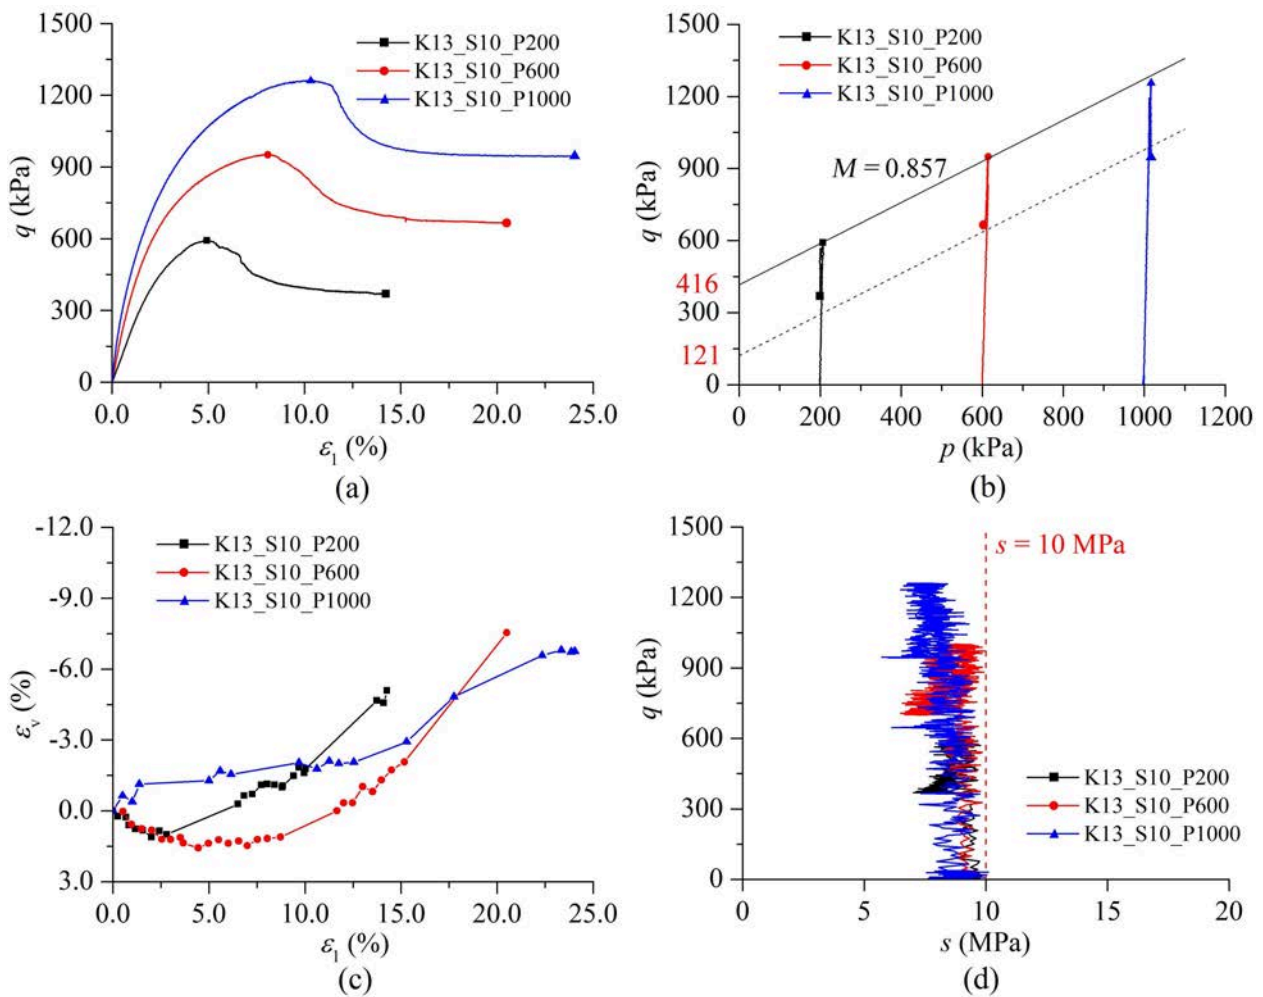 1500
1200
900
600
300
0
q (kPa)
K13_S10_P200
K13_S10_P600
K13_S10_P1000
0.0 5.0 10.0 15.0 20.0 25.0
ε₁ (%)
(a)
1500
1200
900
600
416
300
121
0
q (kPa)
K13_S10_P200
K13_S10_P600
K13_S10_P1000
M = 0.857
0 200 400 600 800 1000 1200
p (kPa)
(b)
-12.0
-9.0
-6.0
-3.0
0.0
3.0
εᵥ (%)
K13_S10_P200
K13_S10_P600
K13_S10_P1000
0.0 5.0 10.0 15.0 20.0 25.0
ε₁ (%)
(c)
1500
1200
900
600
300
0
q (kPa)
s = 10 MPa
K13_S10_P200
K13_S10_P600
K13_S10_P1000
0 5 10 15 20
s (MPa)
(d)